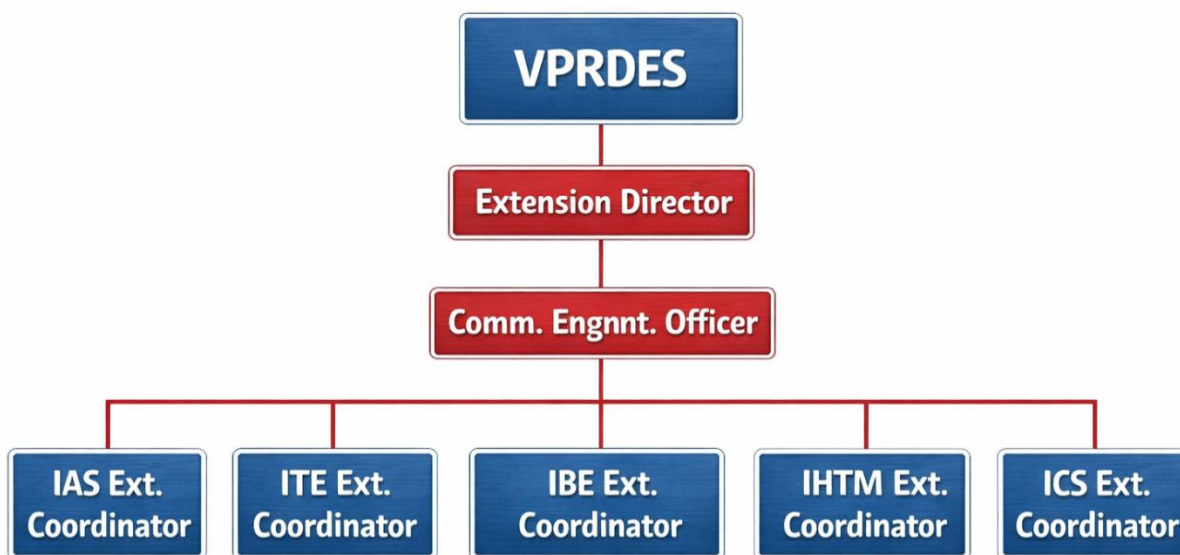 VPRDES
Extension Director
Comm. Engnnt. Officer
IAS Ext.
Coordinator
ITE Ext.
Coordinator
IBE Ext.
Coordinator
IHTM Ext.
Coordinator
ICS Ext.
Coordinator